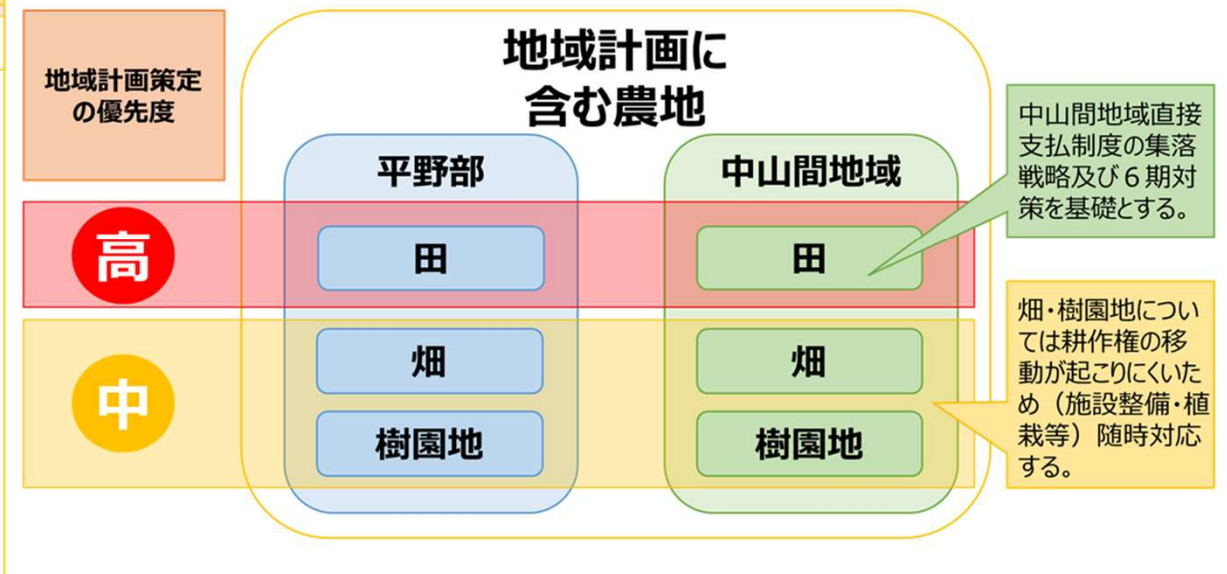 地域計画策定
の優先度
地域計画に
含む農地
平野部
中山間地域
高
田
田
中
畑
畑
樹園地
樹園地
中山間地域直接
支払制度の集落
戦略及び６期対
策を基礎とする。
畑・樹園地につい
ては耕作権の移
動が起こりにくいた
め（施設整備・植
栽等）随時対応
する。